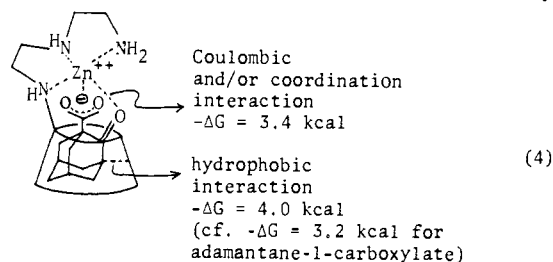 HN
NH2
Zn++
HN
⊖
O O
O
Coulombic
and/or coordination
interaction
-ΔG = 3.4 kcal
(4)
hydrophobic
interaction
-ΔG = 4.0 kcal
(cf. -ΔG = 3.2 kcal for
adamantane-1-carboxylate)